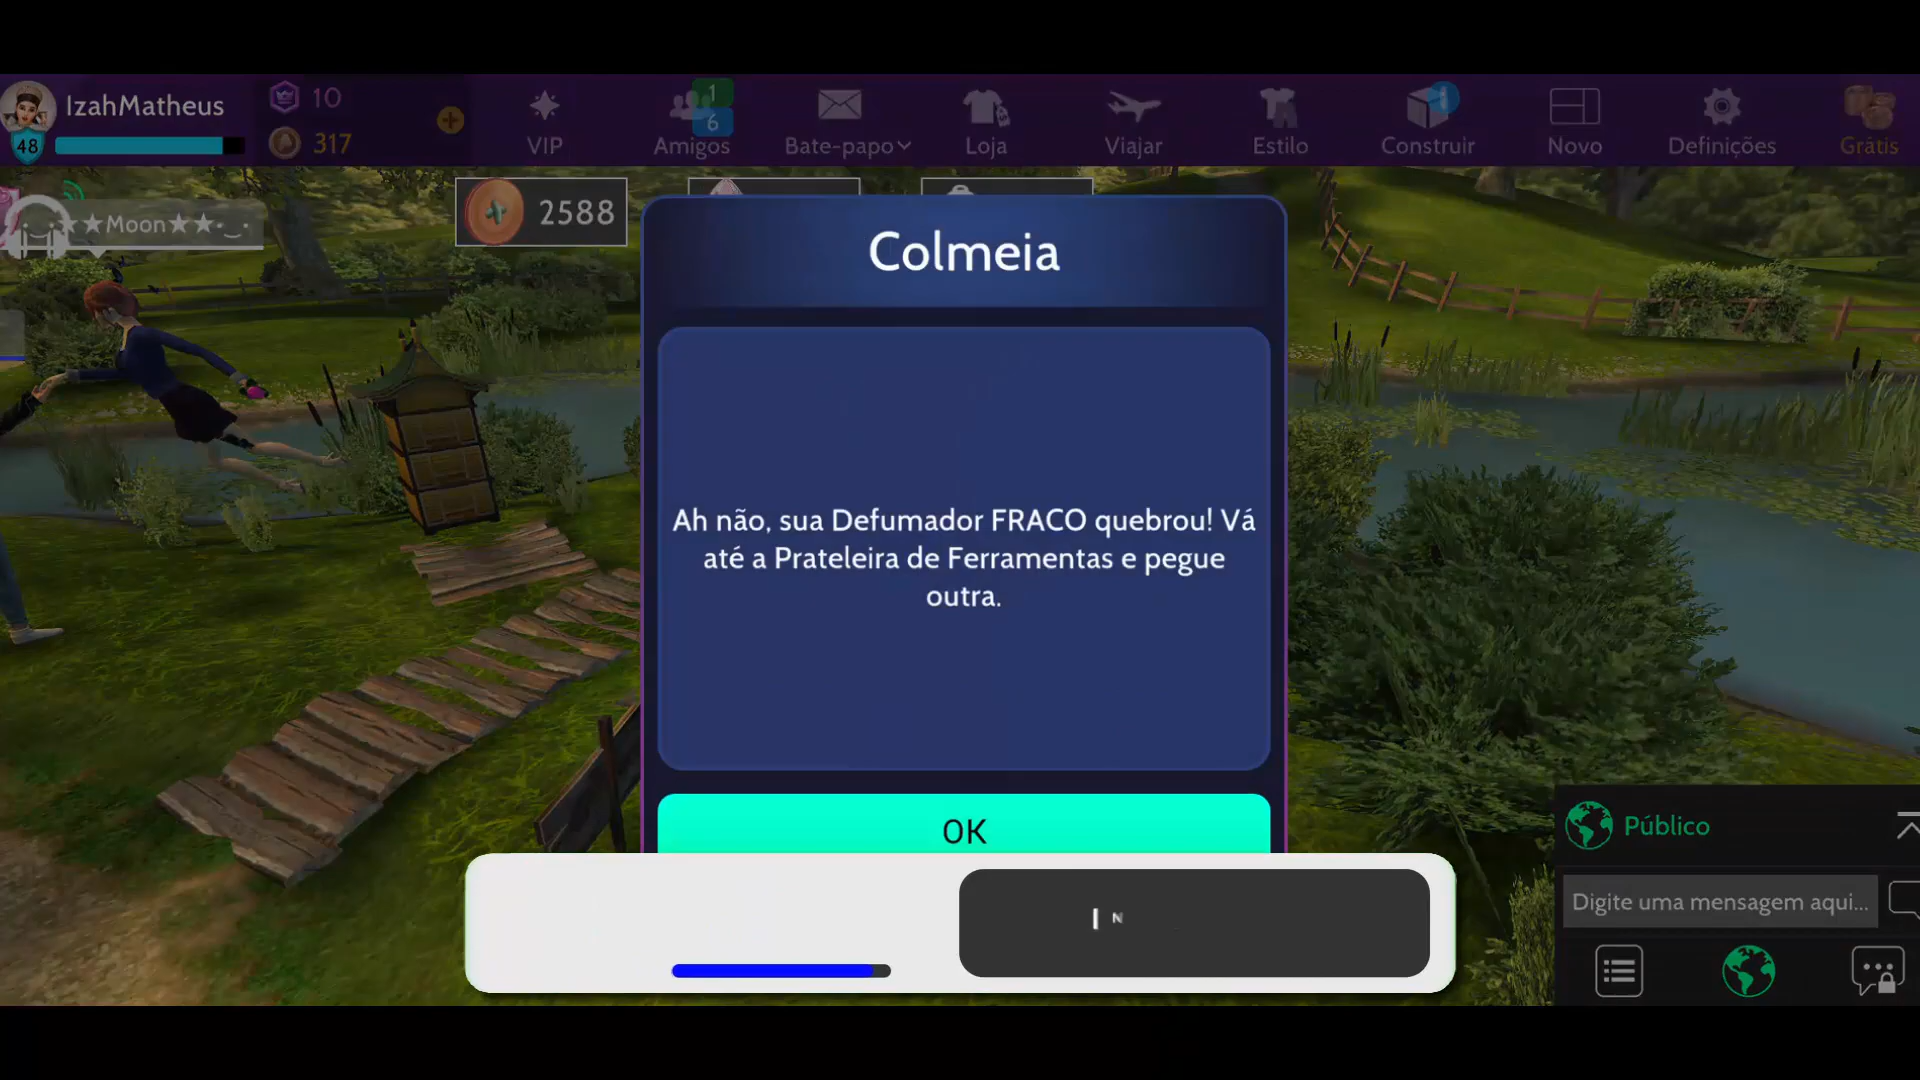 IzahMatheus
10
48
317
VIP
1
6
Amigos
Bate-papo
Loja
Viajar
Estilo
Construir
Novo
Definições
Grátis
★★Moon★★
2588
Colmeia
Ah não, sua Defumador FRACO quebrou! Vá
até a Prateleira de Ferramentas e pegue
outra.
OK
Público
Digite uma mensagem aqui...